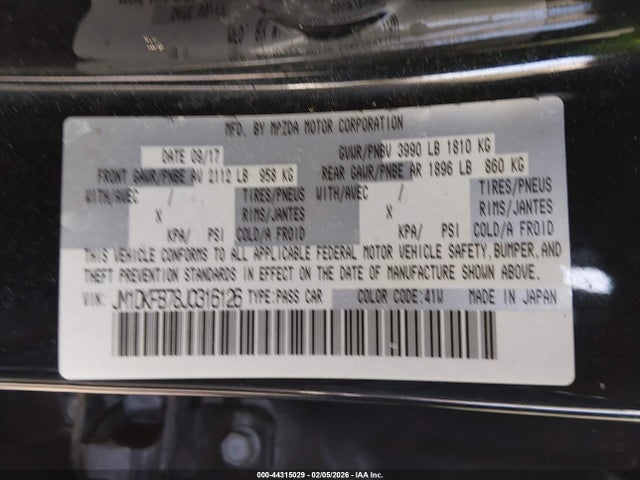 MFD. BY MAZDA MOTOR CORPORATION
DATE 09/17 GVWR/PNBV 3990 LB 1810 KG
FRONT GAWR/PNBE AV 2112 LB 958 KG REAR GAWR/PNBE AR 1896 LB 860 KG
WITH/AVEC / TIRES/PNEUS WITH/AVEC / TIRES/PNEUS
X RIMS/JANTES X RIMS/JANTES
KPA/ PSI COLD/A FROID KPA/ PSI COLD/A FROID
THIS VEHICLE CONFORMS TO ALL APPLICABLE FEDERAL MOTOR VEHICLE SAFETY, BUMPER, AND
THEFT PREVENTION STANDARDS IN EFFECT ON THE DATE OF MANUFACTURE SHOWN ABOVE.
VIN: JM1DKFB78J0316126 TYPE:PASS CAR COLOR CODE:41W MADE IN JAPAN
000-44315029 - 02/05/2026 - IAA Inc.